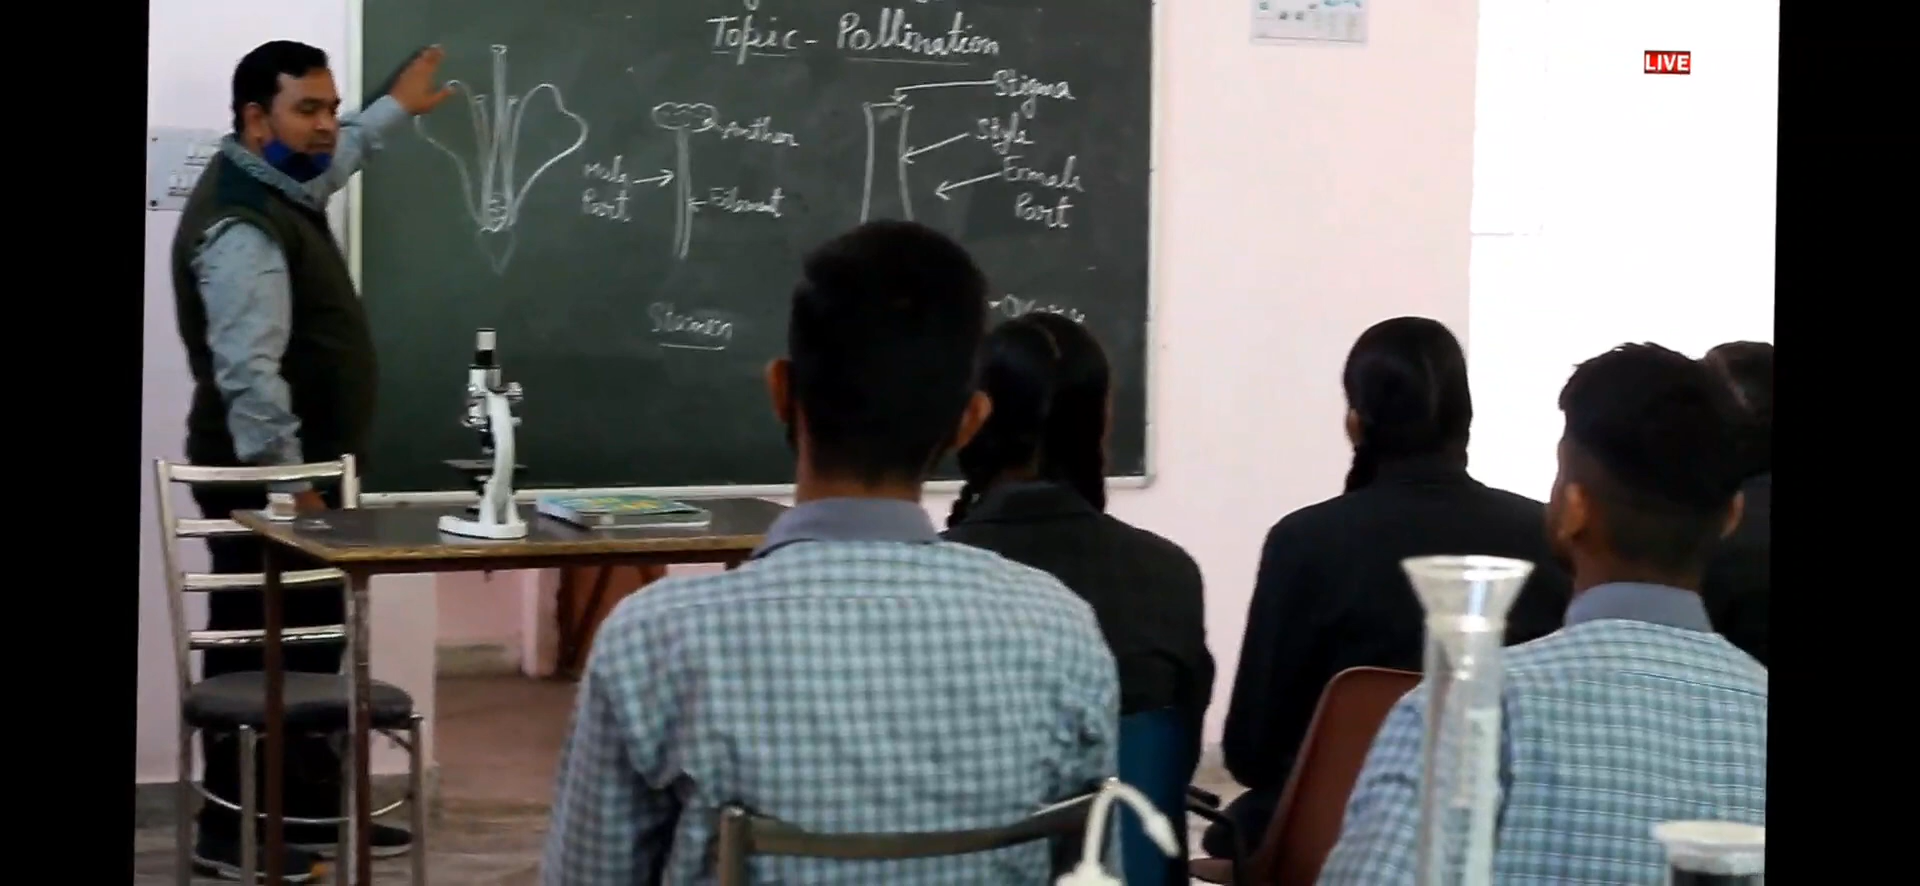 Topic - Pollination
LIVE
Stigma
Anther
Style
Male
Part
Filament
Female
Part
Stamen